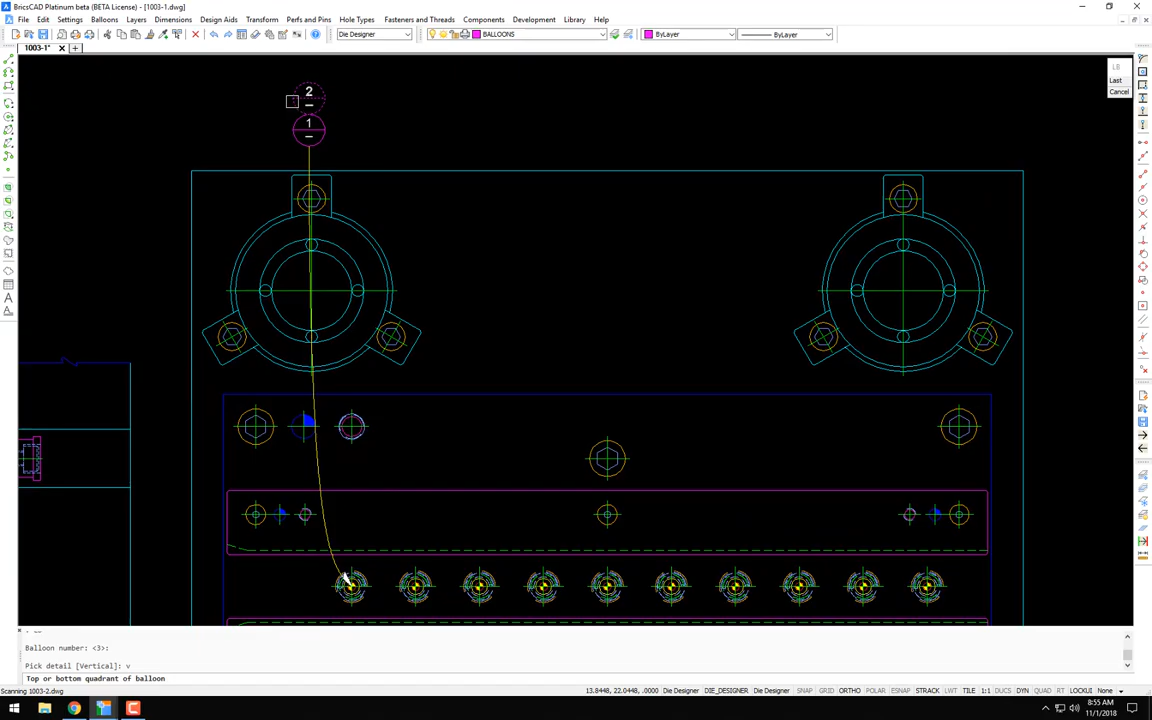 BricsCAD Platinum beta (BETA License) - [1003-1.dwg]
File Edit Settings Balloons Layers Dimensions Design Aids Transform Perfs and Pins Hole Types Fasteners and Threads Components Development Library Help
Die Designer BALLOONS ByLayer ByLayer
1003-1*
LB
Last
Cancel
2
1
Balloon number: <3>:
Pick detail [Vertical]: v
Top or bottom quadrant of balloon
Scanning 1003-2.dwg
13.8448, 22.0448, .0000 Die Designer DIE_DESIGNER SNAP GRID ORTHO POLAR ESNAP STRACK LWT TILE 1:1 DUCS DYN QUAD RT LOCKUI None
8:55 AM
11/1/2018